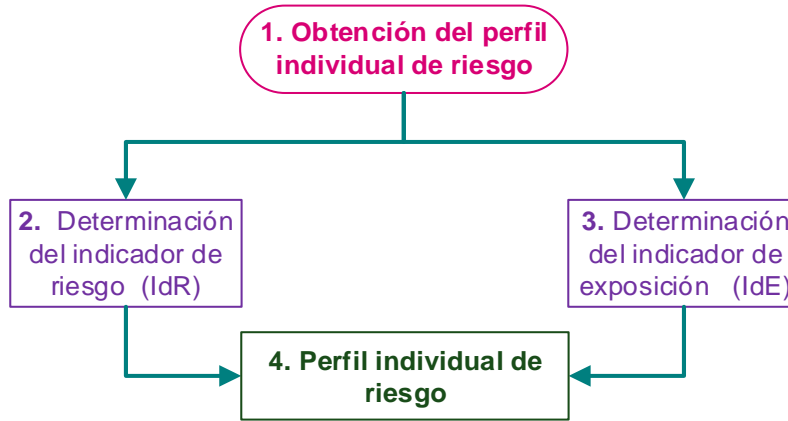 1. Obtención del perfil
individual de riesgo
2. Determinación
del indicador de
riesgo (IdR)
3. Determinación
del indicador de
exposición (IdE)
4. Perfil individual de
riesgo